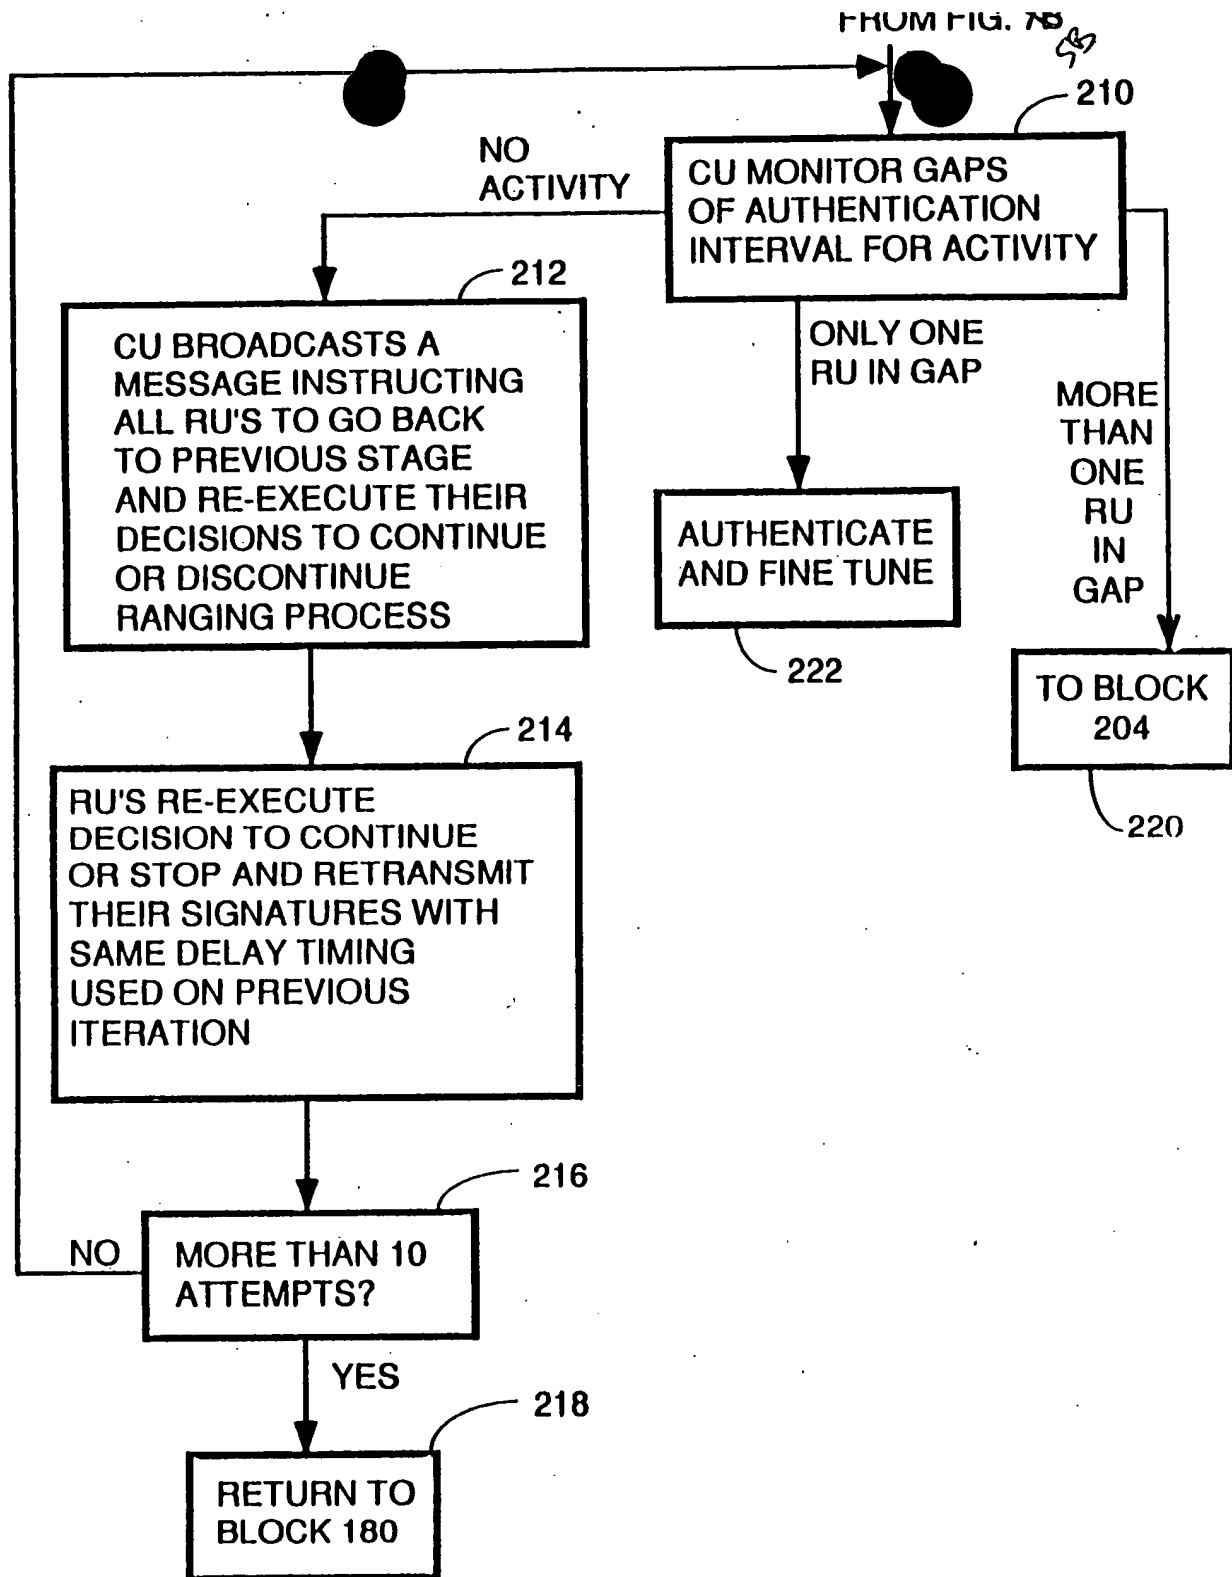 FROM FIG. 7B
5B
210
NO
ACTIVITY
CU MONITOR GAPS
OF AUTHENTICATION
INTERVAL FOR ACTIVITY
212
CU BROADCASTS A
MESSAGE INSTRUCTING
ALL RU'S TO GO BACK
TO PREVIOUS STAGE
AND RE-EXECUTE THEIR
DECISIONS TO CONTINUE
OR DISCONTINUE
RANGING PROCESS
ONLY ONE
RU IN GAP
MORE
THAN
ONE
RU
IN
GAP
AUTHENTICATE
AND FINE TUNE
222
TO BLOCK
204
220
214
RU'S RE-EXECUTE
DECISION TO CONTINUE
OR STOP AND RETRANSMIT
THEIR SIGNATURES WITH
SAME DELAY TIMING
USED ON PREVIOUS
ITERATION
216
NO
MORE THAN 10
ATTEMPTS?
YES
218
RETURN TO
BLOCK 180